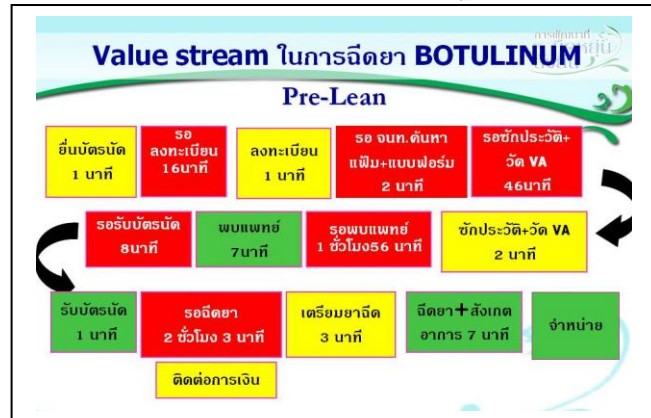 Value stream ในการฉีดยา BOTULINUM
Pre-Lean
ยื่นบัตรนัด
1 นาที
รอ
ลงทะเบียน
16นาที
ลงทะเบียน
1 นาที
รอ จนท.ค้นหา
แฟ้ม+แบบฟอร์ม
2 นาที
รอซักประวัติ+
วัด VA
46นาที
รอรับบัตรนัด
8นาที
พบแพทย์
7นาที
รอพบแพทย์
1 ชั่วโมง56 นาที
ซักประวัติ+วัด VA
2 นาที
รับบัตรนัด
1 นาที
รอฉีดยา
2 ชั่วโมง 3 นาที
เตรียมยาฉีด
3 นาที
ฉีดยา+สังเกต
อาการ 7 นาที
จำหน่าย
ติดต่อการเงิน